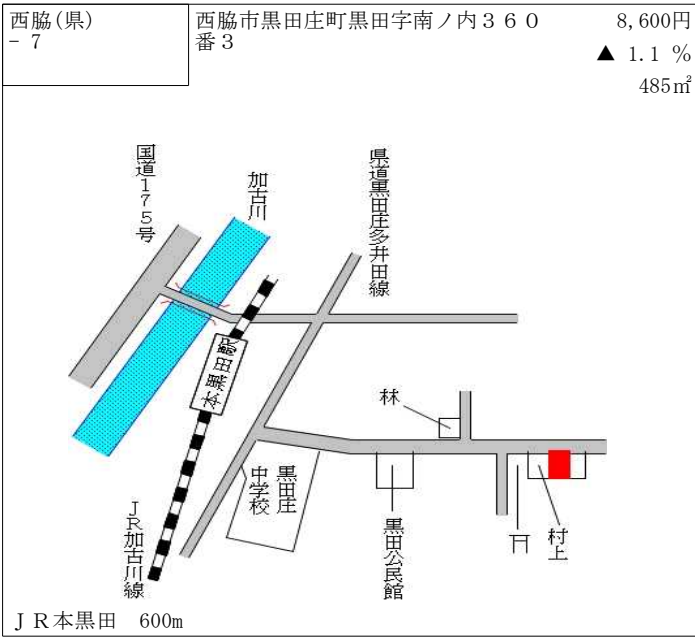 西脇(県)
－７
西脇市黒田庄町黒田字南ノ内３６０
番３
8,600円
▲ 1.1 %
485㎡
国道175号
加古川
県道黒田庄多井田線
本黒田駅
林
黒田庄
中学校
JR加古川線
黒田公民館
村上
ＪＲ本黒田　600m